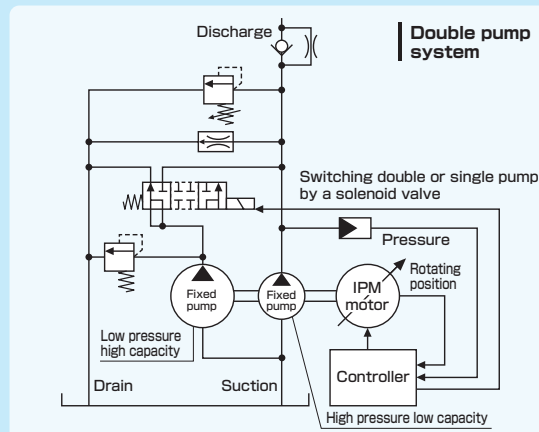 Discharge
Double pump
system
Switching double or single pump
by a solenoid valve
Pressure
Rotating
position
Fixed
pump
Fixed
pump
IPM
motor
Low pressure
high capacity
Controller
Drain
Suction
High pressure low capacity